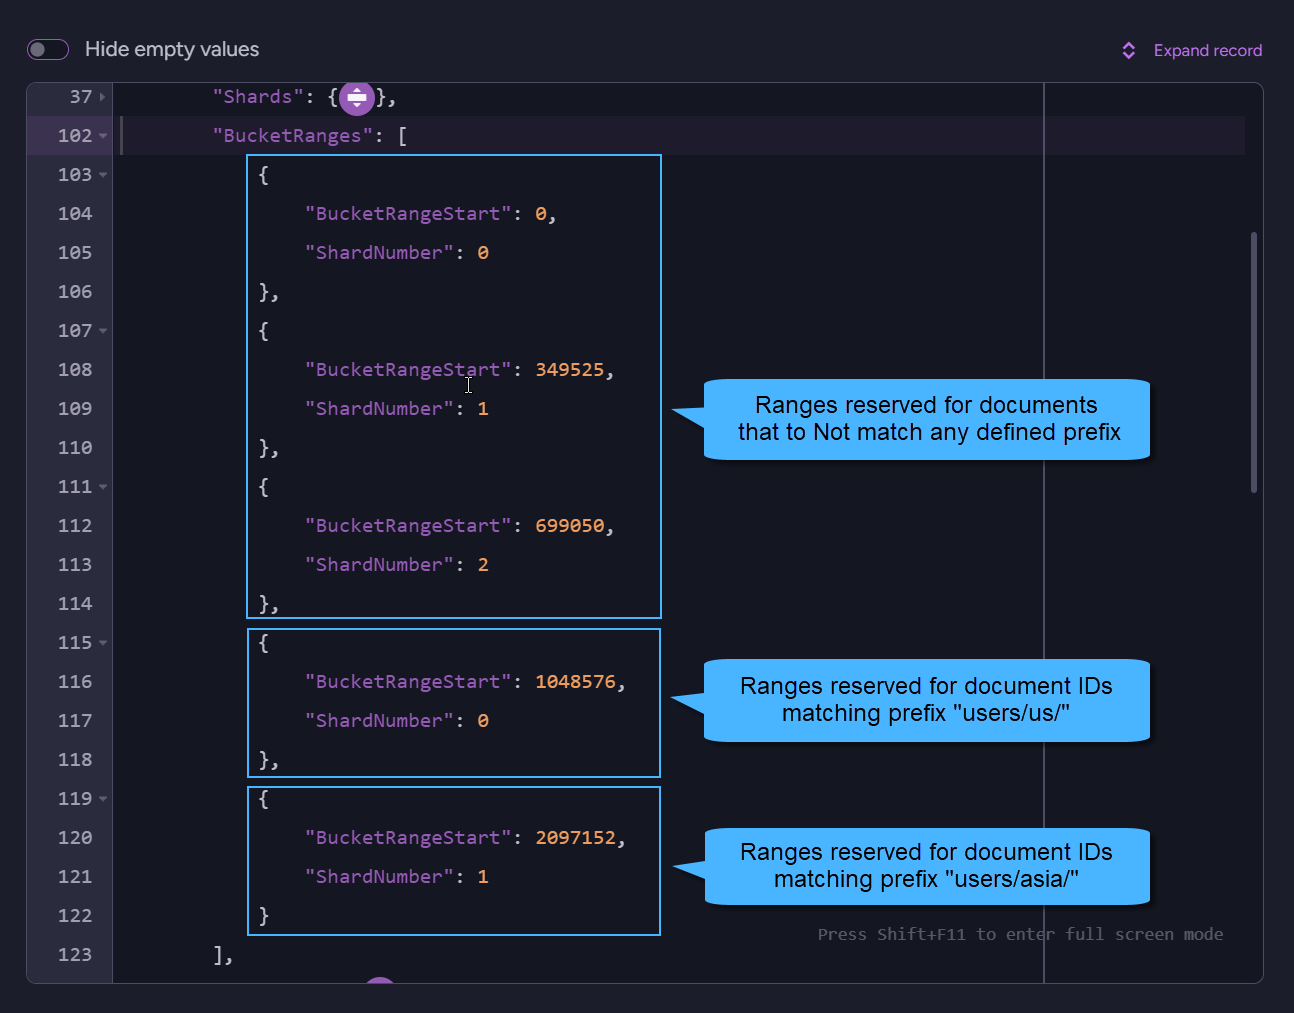 Hide empty values
Expand record
37 "Shards": { },
102 "BucketRanges": [
103 {
104 "BucketRangeStart": 0,
105 "ShardNumber": 0
106 },
107 {
108 "BucketRangeStart": 349525,
109 "ShardNumber": 1
110 },
111 {
112 "BucketRangeStart": 699050,
113 "ShardNumber": 2
114 },
Ranges reserved for documents
that to Not match any defined prefix
115 {
116 "BucketRangeStart": 1048576,
117 "ShardNumber": 0
118 },
Ranges reserved for document IDs
matching prefix "users/us/"
119 {
120 "BucketRangeStart": 2097152,
121 "ShardNumber": 1
122 }
Ranges reserved for document IDs
matching prefix "users/asia/"
Press Shift+F11 to enter full screen mode
123 ],